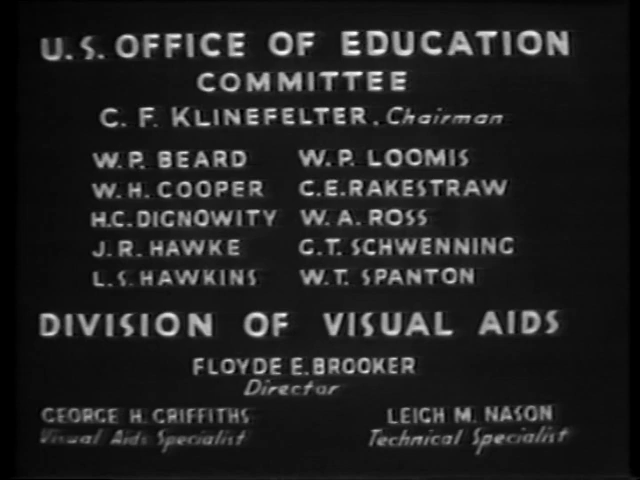 U.S. OFFICE OF EDUCATION
COMMITTEE
C. F. KLINEFELTER, Chairman
W. P. BEARD W. P. LOOMIS
W. H. COOPER C. E. RAKESTRAW
H. C. DIGNOWITY W. A. ROSS
J. R. HAWKE G. T. SCHWENNING
L. S. HAWKINS W. T. SPANTON
DIVISION OF VISUAL AIDS
FLOYDE E. BROOKER
Director
GEORGE H. GRIFFITHS LEIGH M. NASON
Visual Aids Specialist Technical Specialist